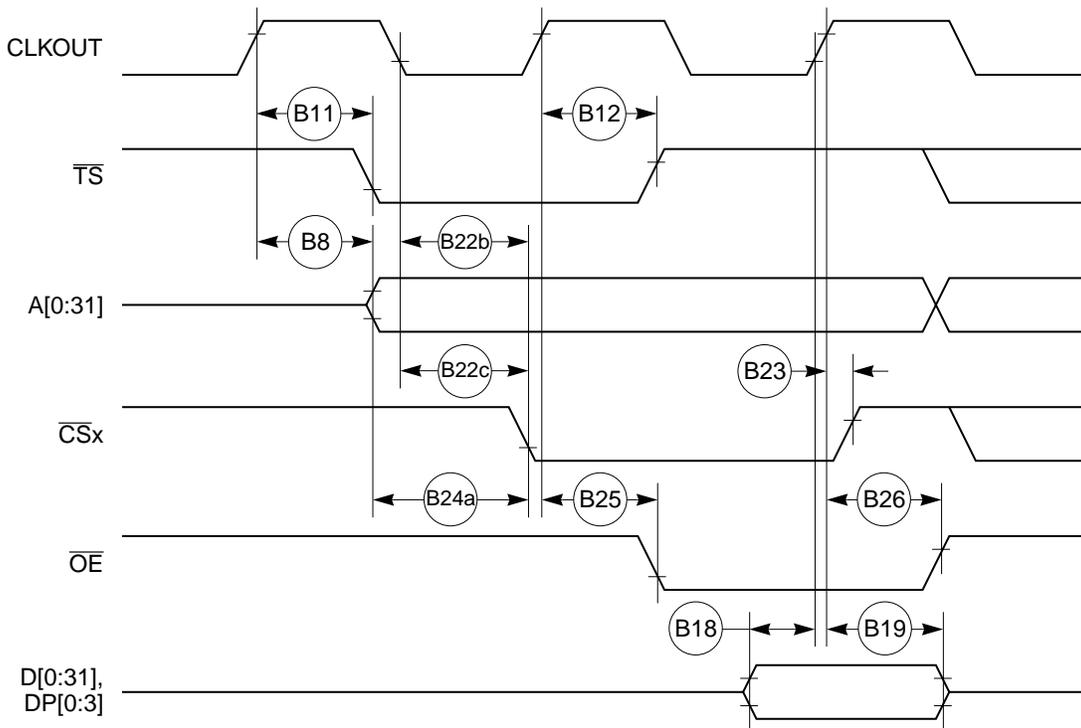 CLKOUT
B11
B12
TS
B8
B22b
A[0:31]
B22c
B23
CSx
B24a
B25
B26
OE
B18
B19
D[0:31],
DP[0:3]